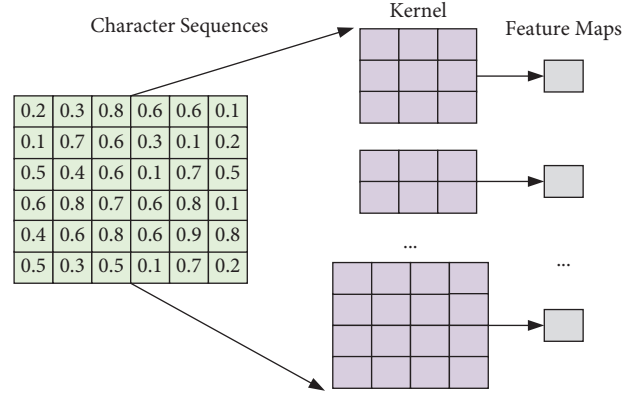 Character Sequences
Kernel
Feature Maps
0.2 0.3 0.8 0.6 0.6 0.1
0.1 0.7 0.6 0.3 0.1 0.2
0.5 0.4 0.6 0.1 0.7 0.5
0.6 0.8 0.7 0.6 0.8 0.1
0.4 0.6 0.8 0.6 0.9 0.8
0.5 0.3 0.5 0.1 0.7 0.2
...
...